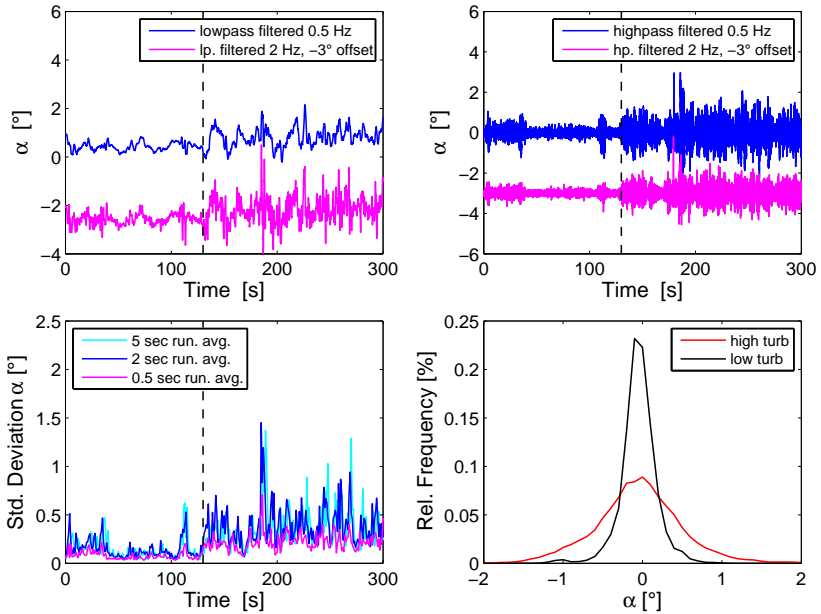 6
4
2
0
−2
−4
0
100
200
300
Time [s]
α [°]
lowpass filtered 0.5 Hz
lp. filtered 2 Hz, −3° offset
6
4
2
0
−2
−4
−6
0
100
200
300
Time [s]
α [°]
highpass filtered 0.5 Hz
hp. filtered 2 Hz, −3° offset
2.5
2
1.5
1
0.5
0
0
100
200
300
Time [s]
Std. Deviation α [°]
5 sec run. avg.
2 sec run. avg.
0.5 sec run. avg.
0.25
0.2
0.15
0.1
0.05
0
−2
−1
0
1
2
α [°]
Rel. Frequency [%]
high turb
low turb